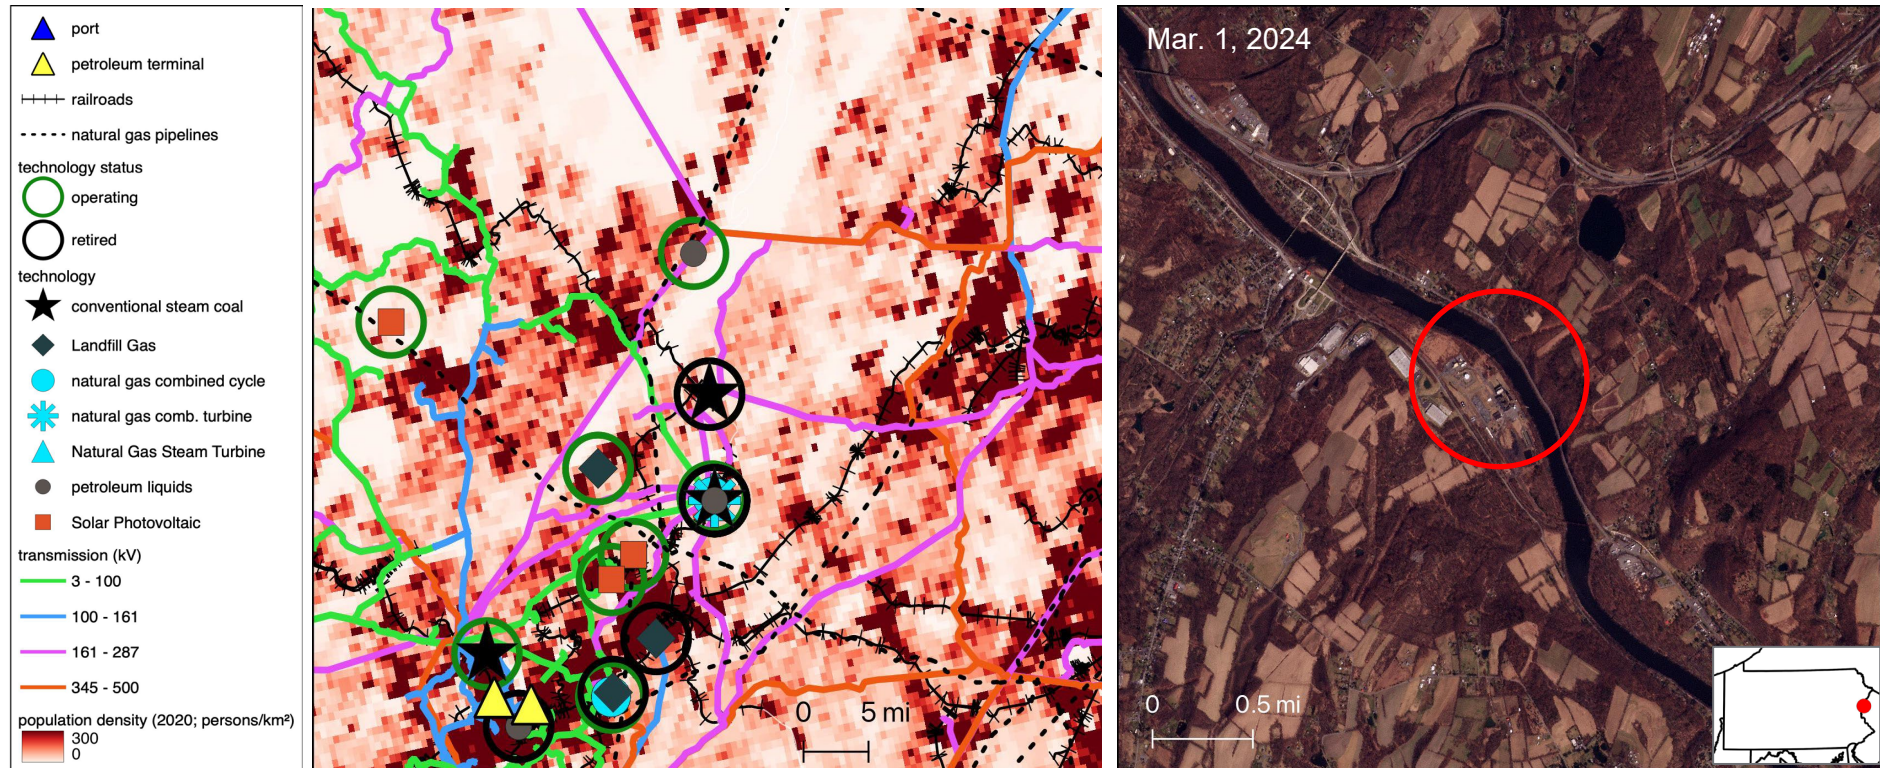 port
petroleum terminal
railroads
natural gas pipelines
technology status
operating
retired
technology
conventional steam coal
Landfill Gas
natural gas combined cycle
natural gas comb. turbine
Natural Gas Steam Turbine
petroleum liquids
Solar Photovoltaic
transmission (kV)
3 - 100
100 - 161
161 - 287
345 - 500
population density (2020; persons/km²)
300
0
0 5 mi
Mar. 1, 2024
0 0.5 mi